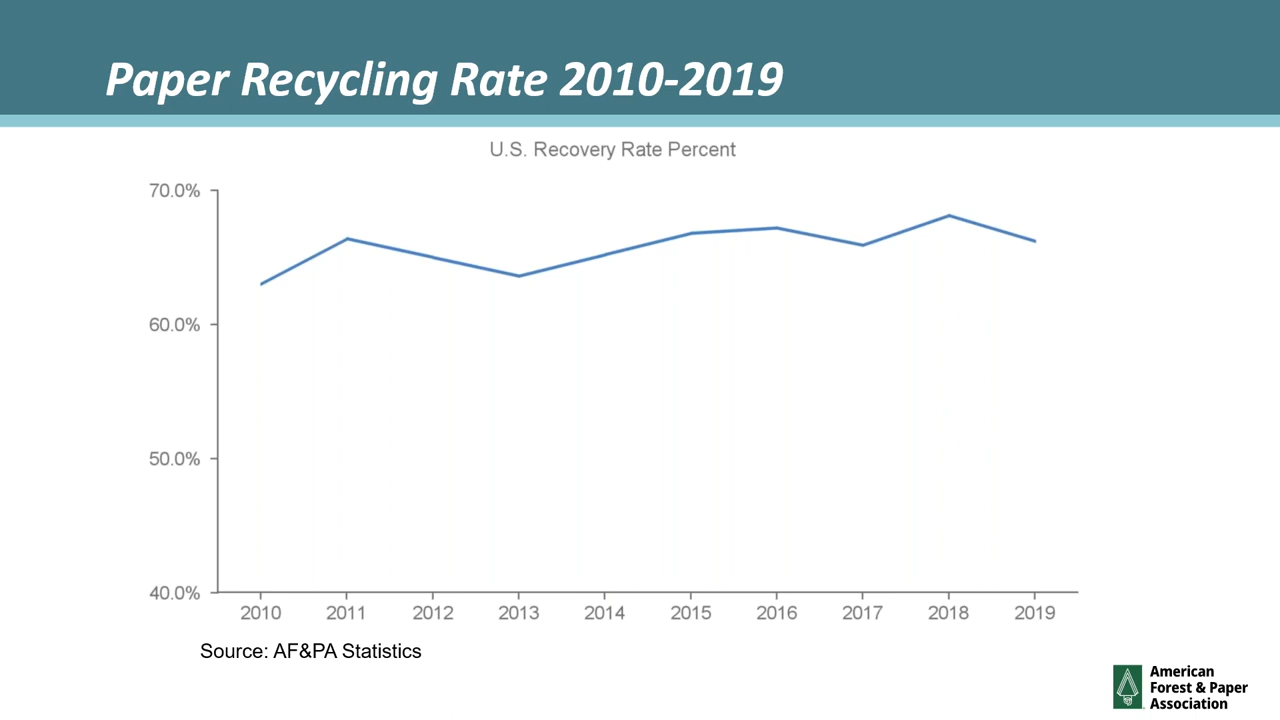 Paper Recycling Rate 2010-2019
U.S. Recovery Rate Percent
70.0%
60.0%
50.0%
40.0%
2010 2011 2012 2013 2014 2015 2016 2017 2018 2019
Source: AF&PA Statistics
American
Forest & Paper
Association